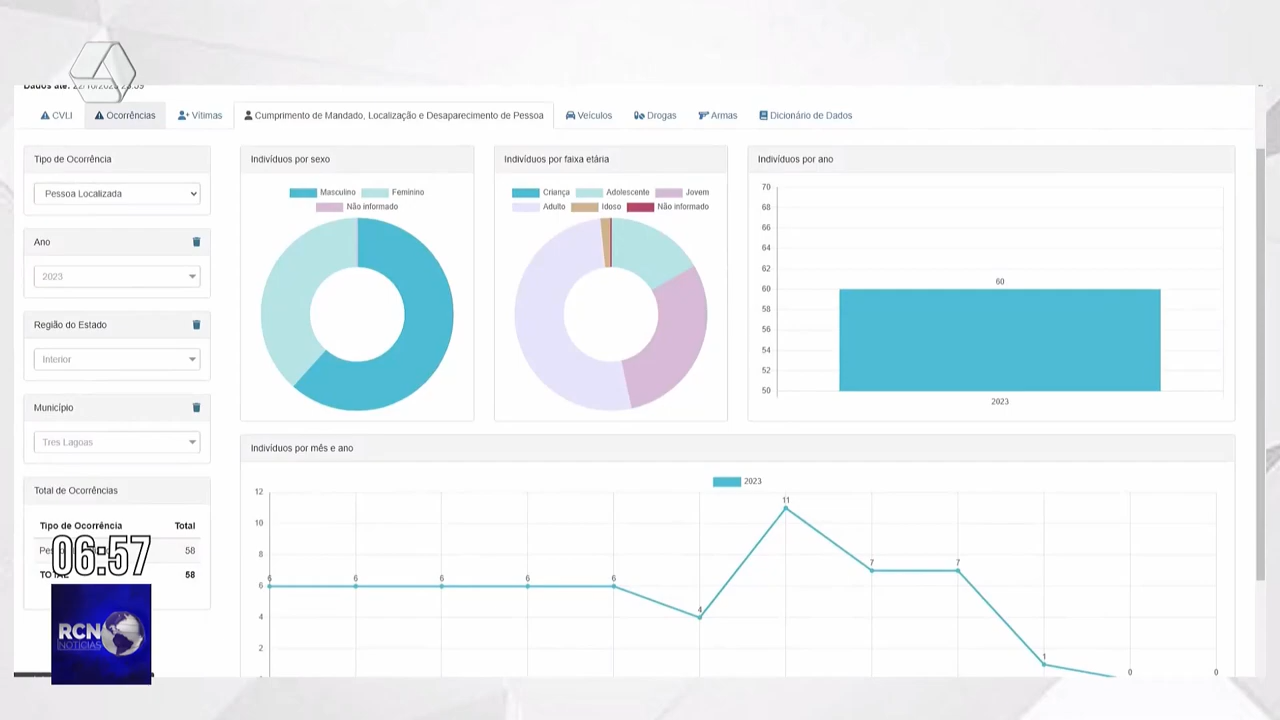 Dados até: 22/10/2023 23:59
CVLI
Ocorrências
Vítimas
Cumprimento de Mandado, Localização e Desaparecimento de Pessoa
Veículos
Drogas
Armas
Dicionário de Dados
Tipo de Ocorrência
Pessoa Localizada
Ano
2023
Região do Estado
Interior
Município
Tres Lagoas
Total de Ocorrências
Tipo de Ocorrência Total
58
TOTAL 58
06:57
RCN
NOTÍCIAS
Indivíduos por sexo
Masculino Feminino
Não informado
Indivíduos por faixa etária
Criança Adolescente Jovem
Adulto Idoso Não informado
Indivíduos por ano
70
68
66
64
62
60
58
56
54
52
50
60
2023
Indivíduos por mês e ano
2023
12
10
8
6
4
2
6 6 6 6 6 4 11 7 7 1 0 0